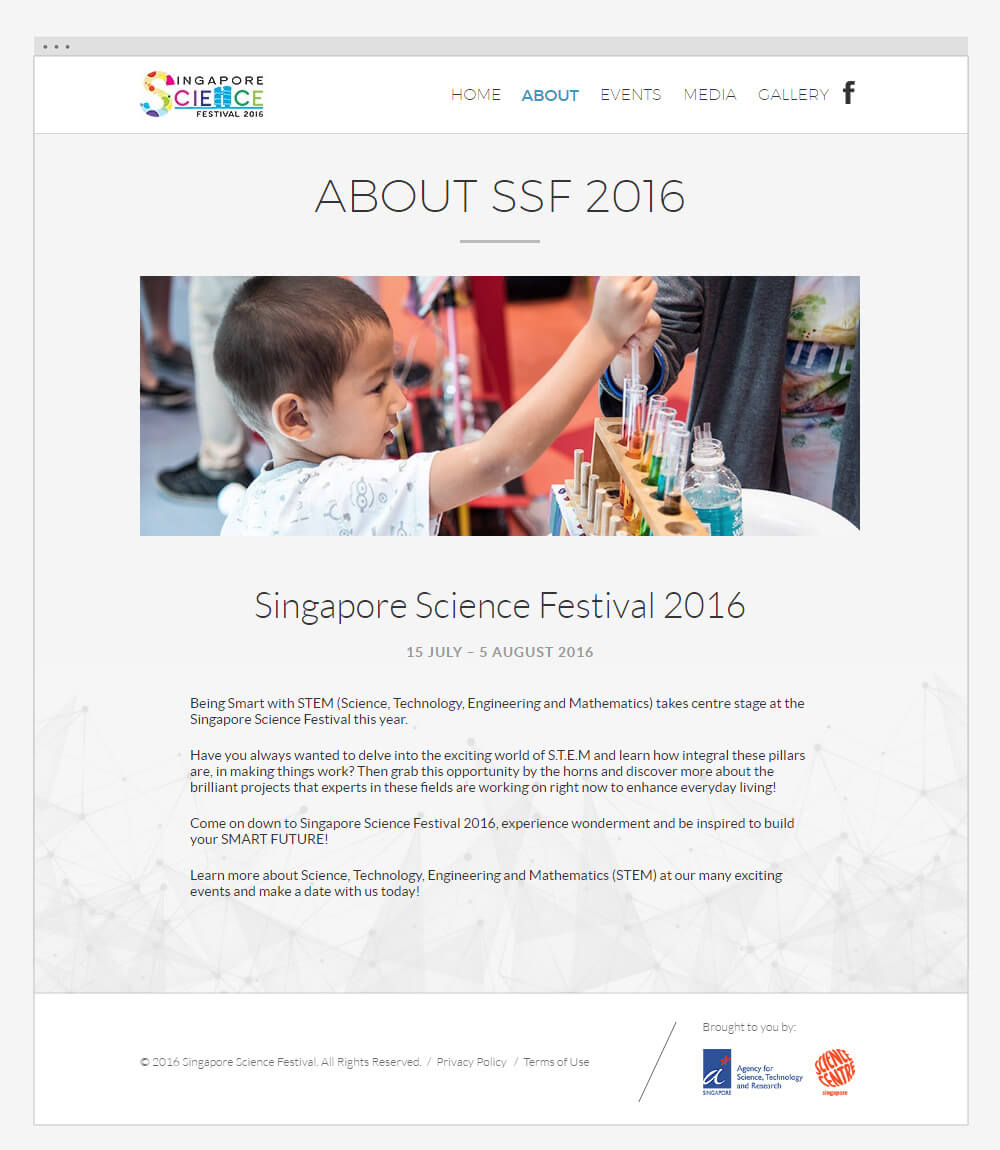 SINGAPORE
SCIENCE
FESTIVAL 2016
HOME ABOUT EVENTS MEDIA GALLERY f
ABOUT SSF 2016
Singapore Science Festival 2016
15 JULY – 5 AUGUST 2016
Being Smart with STEM (Science, Technology, Engineering and Mathematics) takes centre stage at the
Singapore Science Festival this year.
Have you always wanted to delve into the exciting world of S.T.E.M and learn how integral these pillars
are, in making things work? Then grab this opportunity by the horns and discover more about the
brilliant projects that experts in these fields are working on right now to enhance everyday living!
Come on down to Singapore Science Festival 2016, experience wonderment and be inspired to build
your SMART FUTURE!
Learn more about Science, Technology, Engineering and Mathematics (STEM) at our many exciting
events and make a date with us today!
© 2016 Singapore Science Festival. All Rights Reserved. / Privacy Policy / Terms of Use
Brought to you by:
a
SINGAPORE
Agency for
Science, Technology
and Research
SCIENCE
CENTRE
singapore